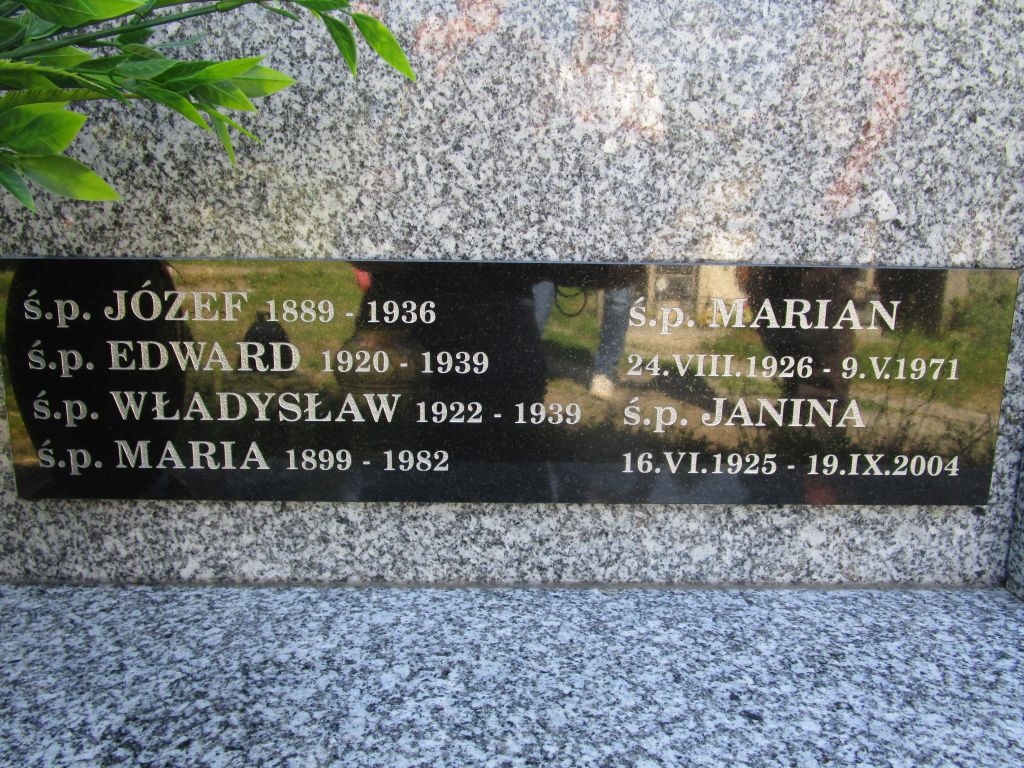 ś.p. JÓZEF 1889 - 1936
ś.p. EDWARD 1920 - 1939
ś.p. WŁADYSŁAW 1922 - 1939
ś.p. MARIA 1899 - 1982
ś.p. MARIAN
24.VIII.1926 - 9.V.1971
ś.p. JANINA
16.VI.1925 - 19.IX.2004